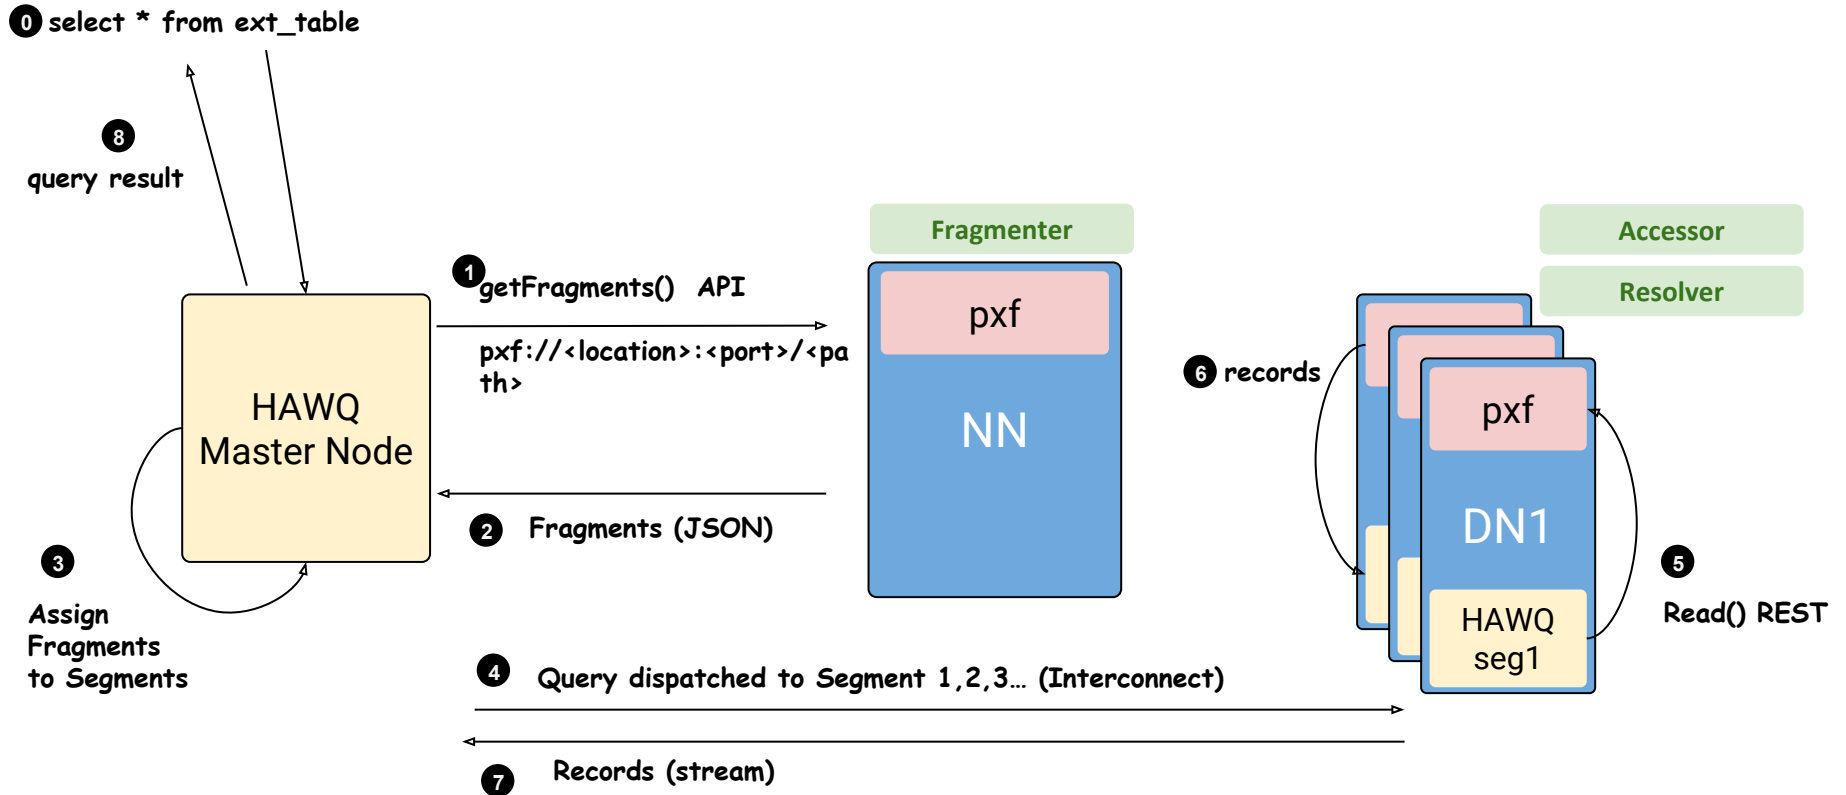 0 select * from ext_table
8
query result
Fragmenter
Accessor
Resolver
1
getFragments() API
pxf://<location>:<port>/<pa
th>
pxf
NN
HAWQ
Master Node
6 records
pxf
DN1
HAWQ
seg1
2 Fragments (JSON)
3
Assign
Fragments
to Segments
5
Read() REST
4 Query dispatched to Segment 1,2,3… (Interconnect)
7 Records (stream)